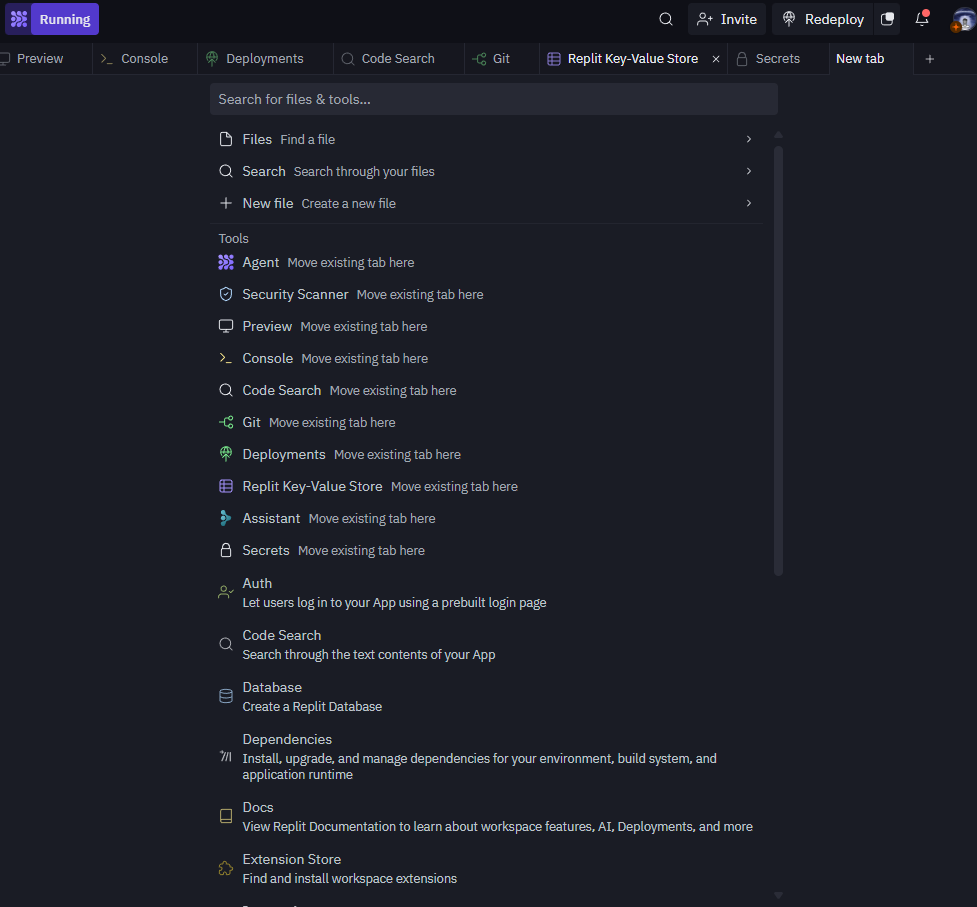 Running
Invite
Redeploy
Preview
Console
Deployments
Code Search
Git
Replit Key-Value Store
Secrets
New tab
Search for files & tools...
Files Find a file
Search Search through your files
New file Create a new file
Tools
Agent Move existing tab here
Security Scanner Move existing tab here
Preview Move existing tab here
Console Move existing tab here
Code Search Move existing tab here
Git Move existing tab here
Deployments Move existing tab here
Replit Key-Value Store Move existing tab here
Assistant Move existing tab here
Secrets Move existing tab here
Auth
Let users log in to your App using a prebuilt login page
Code Search
Search through the text contents of your App
Database
Create a Replit Database
Dependencies
Install, upgrade, and manage dependencies for your environment, build system, and
application runtime
Docs
View Replit Documentation to learn about workspace features, AI, Deployments, and more
Extension Store
Find and install workspace extensions